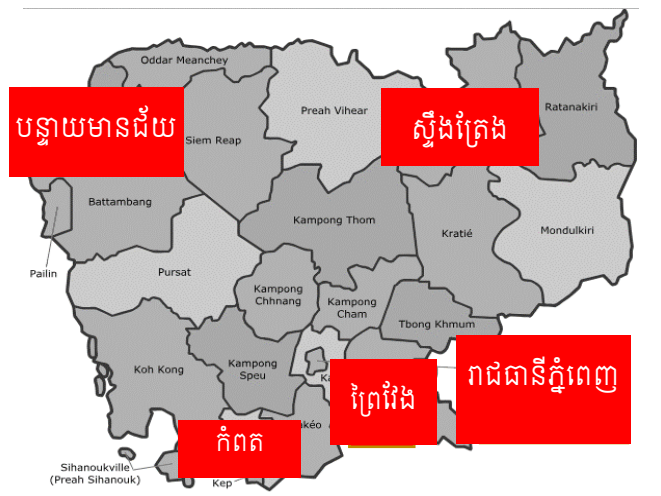 Oddar Meanchey
Preah Vihear
Ratanakiri
បន្ទាយមានជ័យ
ស្ទឹងត្រែង
Siem Reap
Battambang
Kampong Thom
Kratié
Mondulkiri
Pailin
Pursat
Kampong
Chhnang
Kampong
Cham
Tbong Khmum
Koh Kong
Kampong
Speu
រាជធានីភ្នំពេញ
ព្រៃវែង
កំពត
Sihanoukville
(Preah Sihanouk)
Kep